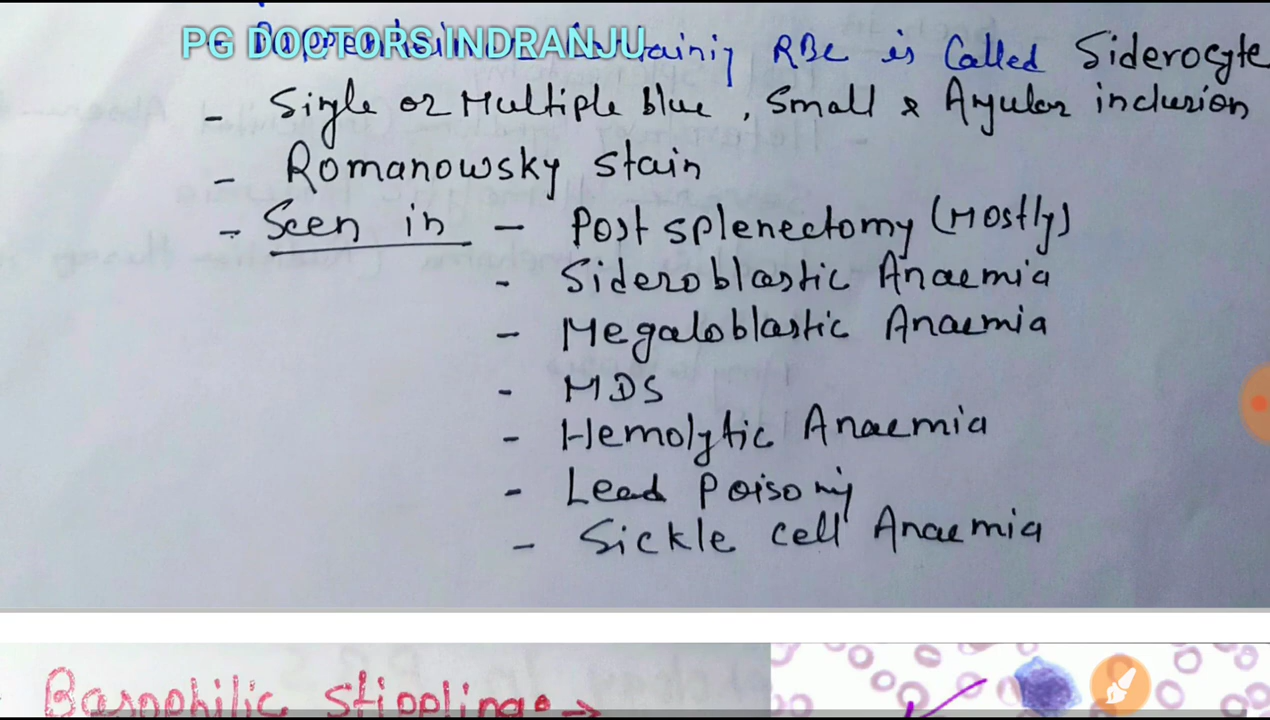 PG DOCTORS INDRANJU
RBC is Called Siderocyte
- Single or Multiple blue, Small & Angular inclusion
- Romanowsky stain
- Seen in - Post splenectomy (Mostly)
- Sideroblastic Anaemia
- Megaloblastic Anaemia
- MDS
- Hemolytic Anaemia
- Lead Poisoning
- Sickle cell Anaemia
Basophilic stippling →